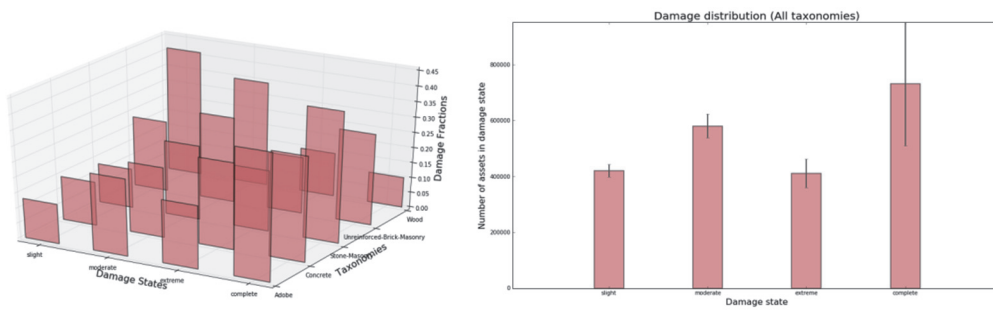 0.45
0.40
0.35
0.30
0.25
0.20
0.15
0.10
0.05
0.00
Damage Fractions
Wood
Unreinforced-Brick-Masonry
Stone-Masonry
Concrete
Adobe
Taxonomies
slight
moderate
extreme
complete
Damage States
Damage distribution (All taxonomies)
Number of assets in damage state
800000
600000
400000
200000
0
slight
moderate
extreme
complete
Damage state